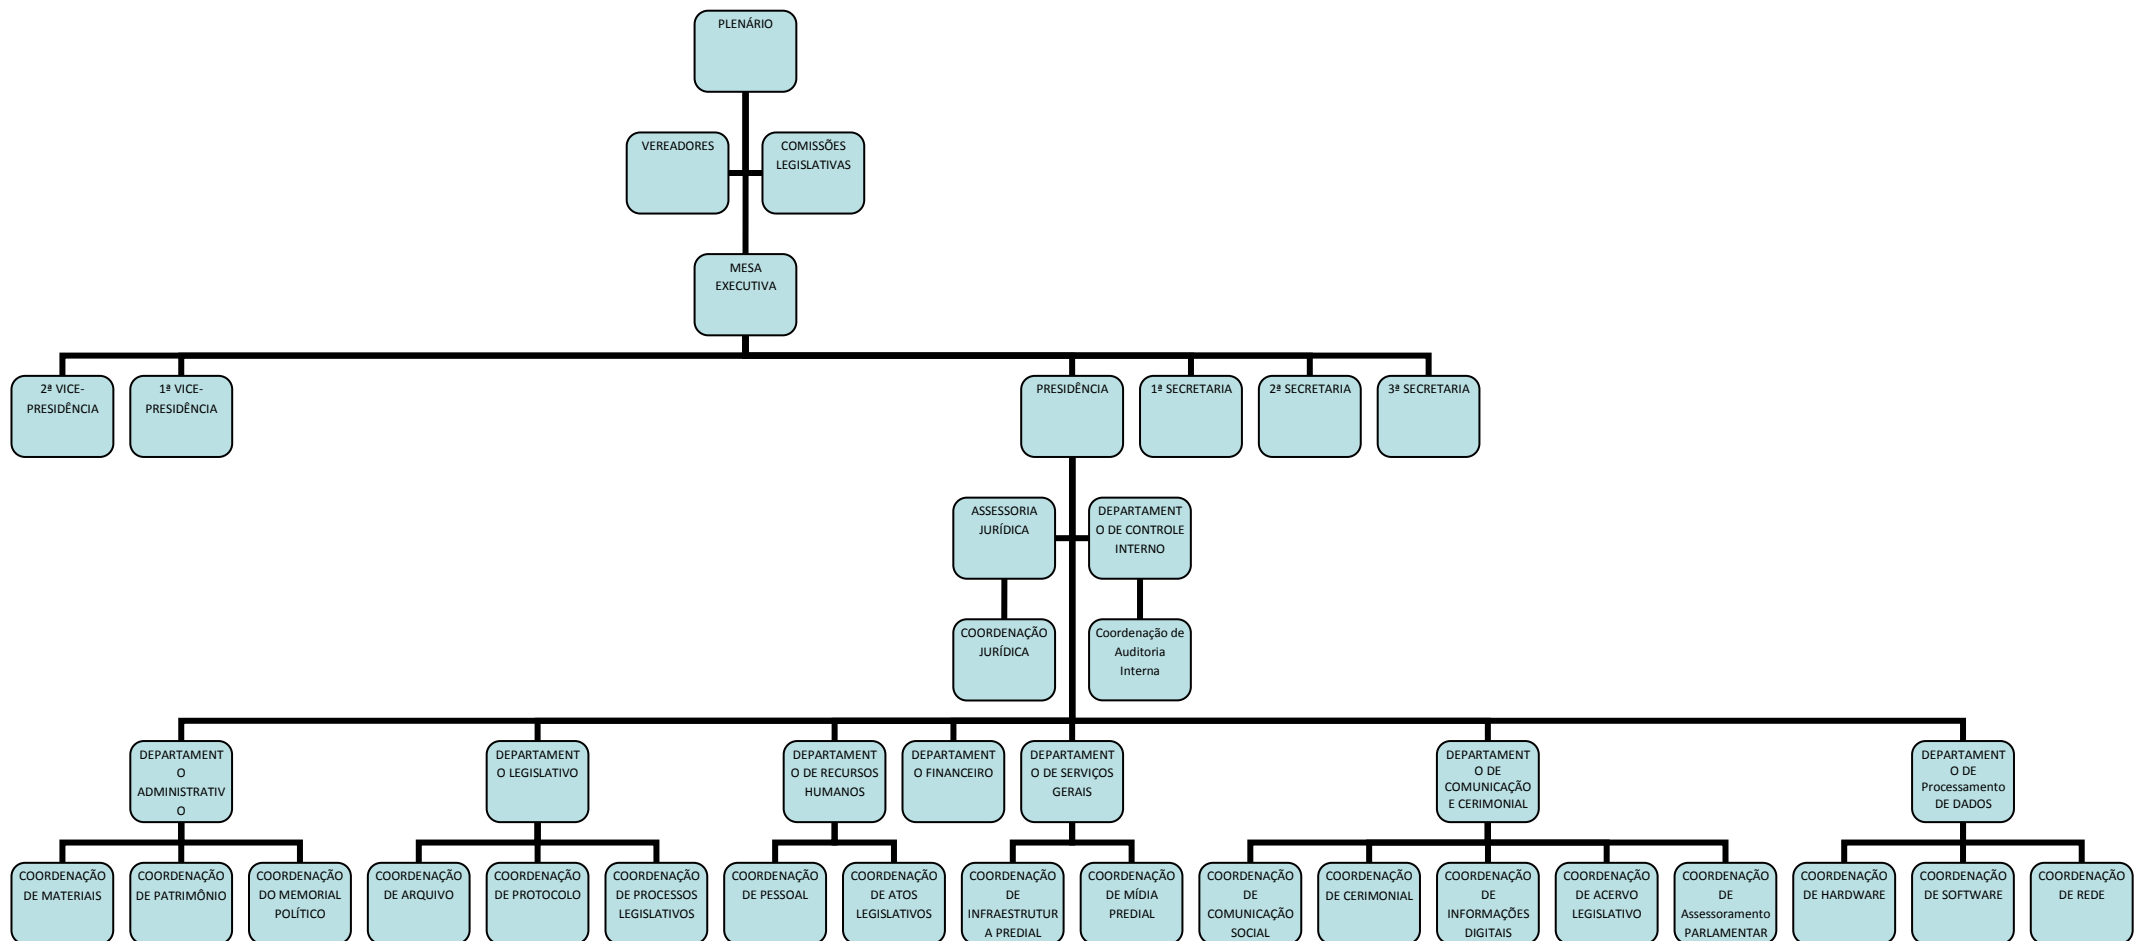 PLENÁRIO
VEREADORES
COMISSÕES
LEGISLATIVAS
MESA
EXECUTIVA
2ª VICE-
PRESIDÊNCIA
1ª VICE-
PRESIDÊNCIA
PRESIDÊNCIA
1ª SECRETARIA
2ª SECRETARIA
3ª SECRETARIA
ASSESSORIA
JURÍDICA
DEPARTAMENT
O DE CONTROLE
INTERNO
COORDENAÇÃO
JURÍDICA
Coordenação de
Auditoria
Interna
DEPARTAMENT
O
ADMINISTRATIV
O
DEPARTAMENT
O LEGISLATIVO
DEPARTAMENT
O DE RECURSOS
HUMANOS
DEPARTAMENT
O FINANCEIRO
DEPARTAMENT
O DE SERVIÇOS
GERAIS
DEPARTAMENT
O DE
COMUNICAÇÃO
E CERIMONIAL
DEPARTAMENT
O DE
Processamento
DE DADOS
COORDENAÇÃO
DE MATERIAIS
COORDENAÇÃO
DE PATRIMÔNIO
COORDENAÇÃO
DO MEMORIAL
POLÍTICO
COORDENAÇÃO
DE ARQUIVO
COORDENAÇÃO
DE PROTOCOLO
COORDENAÇÃO
DE PROCESSOS
LEGISLATIVOS
COORDENAÇÃO
DE PESSOAL
COORDENAÇÃO
DE ATOS
LEGISLATIVOS
COORDENAÇÃO
DE
INFRAESTRUTUR
A PREDIAL
COORDENAÇÃO
DE MÍDIA
PREDIAL
COORDENAÇÃO
DE
COMUNICAÇÃO
SOCIAL
COORDENAÇÃO
DE CERIMONIAL
COORDENAÇÃO
DE
INFORMAÇÕES
DIGITAIS
COORDENAÇÃO
DE ACERVO
LEGISLATIVO
COORDENAÇÃO
DE
Assessoramento
PARLAMENTAR
COORDENAÇÃO
DE HARDWARE
COORDENAÇÃO
DE SOFTWARE
COORDENAÇÃO
DE REDE